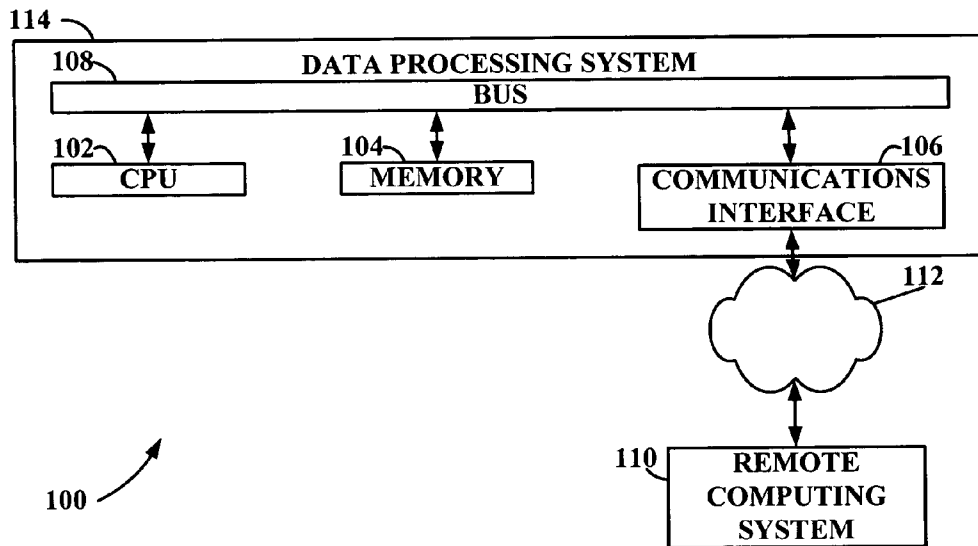 114
DATA PROCESSING SYSTEM
108
BUS
102
CPU
104
MEMORY
106
COMMUNICATIONS
INTERFACE
112
110
REMOTE
COMPUTING
SYSTEM
100